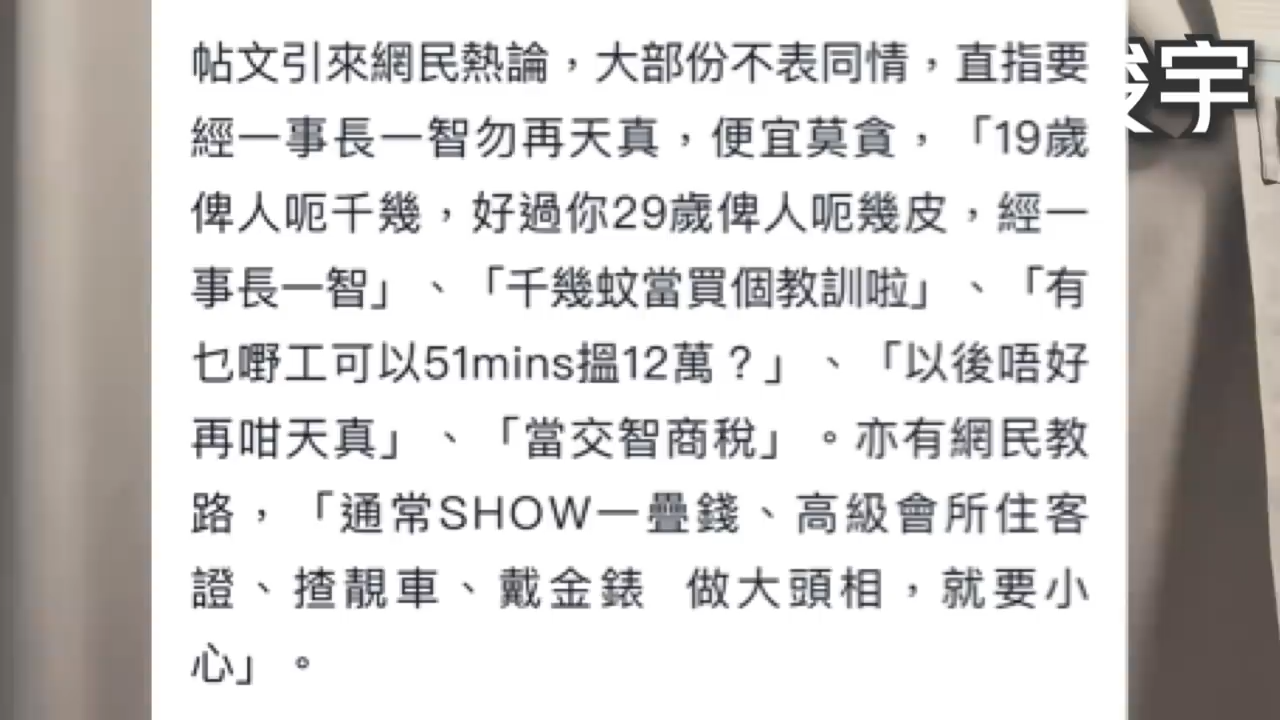 帖文引來網民熱論，大部份不表同情，直指要
經一事長一智勿再天真，便宜莫貪，「19歲
俾人呃千幾，好過你29歲俾人呃幾皮，經一
事長一智」、「千幾蚊當買個教訓啦」、「有
乜嘢工可以51mins搵12萬？」、「以後唔好
再咁天真」、「當交智商稅」。亦有網民教
路，「通常SHOW一疊錢、高級會所住客
證、揸靚車、戴金錶 做大頭相，就要小
心」。
宇